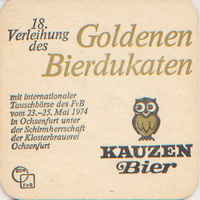 18.
Verleihung
des
Goldenen
Bierdukaten
mit internationaler
Tauschbörse des FvB
vom 23.-25. Mai 1974
in Ochsenfurt unter
der Schirmherrschaft
der Klosterbrauerei
Ochsenfurt
FvB
KAUZEN
Bier